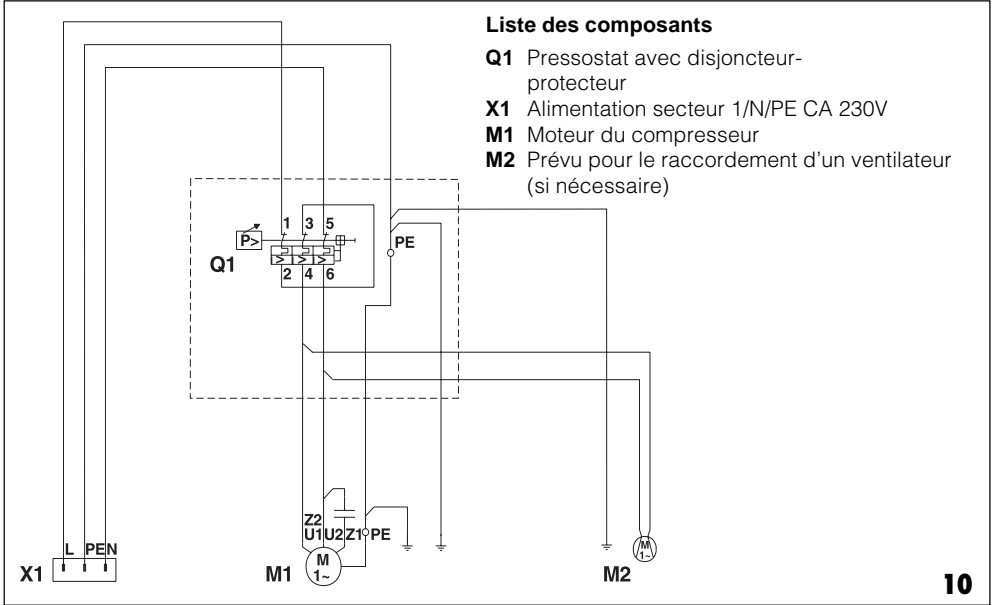 Liste des composants
Q1 Pressostat avec disjoncteur-
protecteur
X1 Alimentation secteur 1/N/PE CA 230V
M1 Moteur du compresseur
M2 Prévu pour le raccordement d'un ventilateur
(si nécessaire)
1 3 5
P>
PE
Q1
> > >
2 4 6
Z2
U1 U2 Z1 PE
L PE N
X1
M1
M
1~
M
1~
M2
10